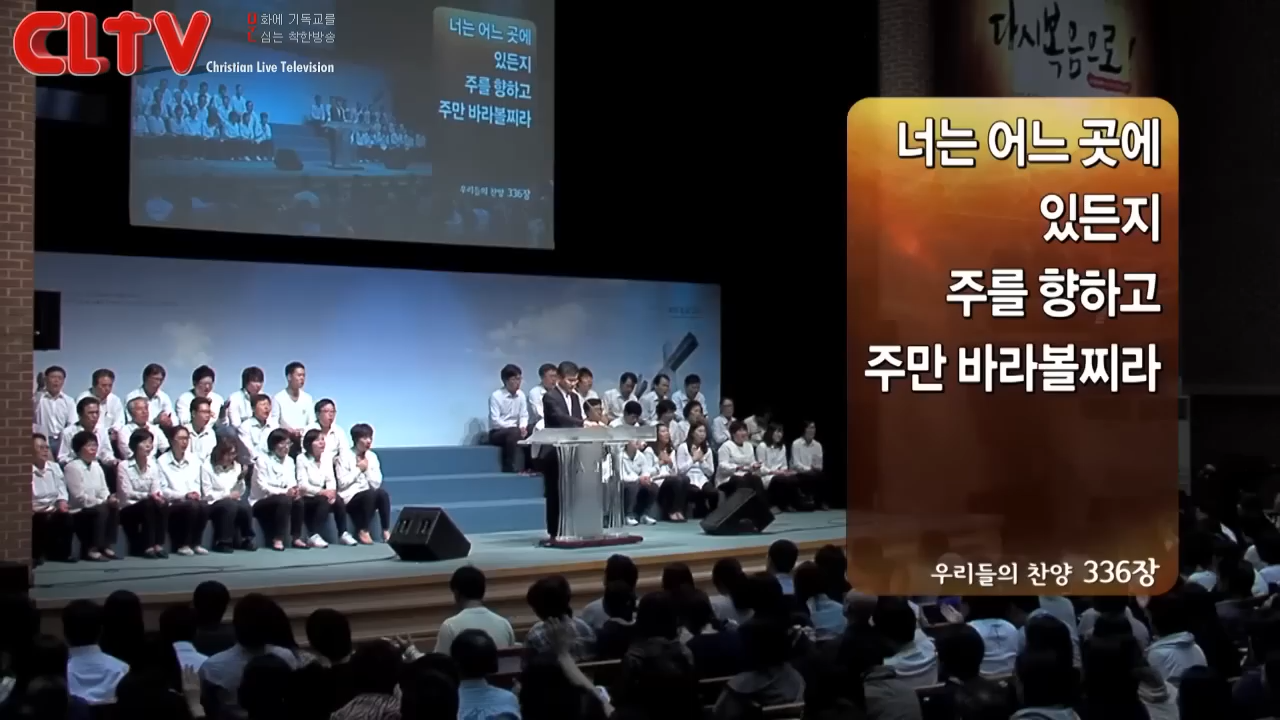 CLTV
문화에 기독교를
심는 착한방송
Christian Live Television
너는 어느 곳에
있든지
주를 향하고
주만 바라볼찌라
우리들의 찬양 336장
다시복음으로!
너는 어느 곳에
있든지
주를 향하고
주만 바라볼찌라
우리들의 찬양 336장